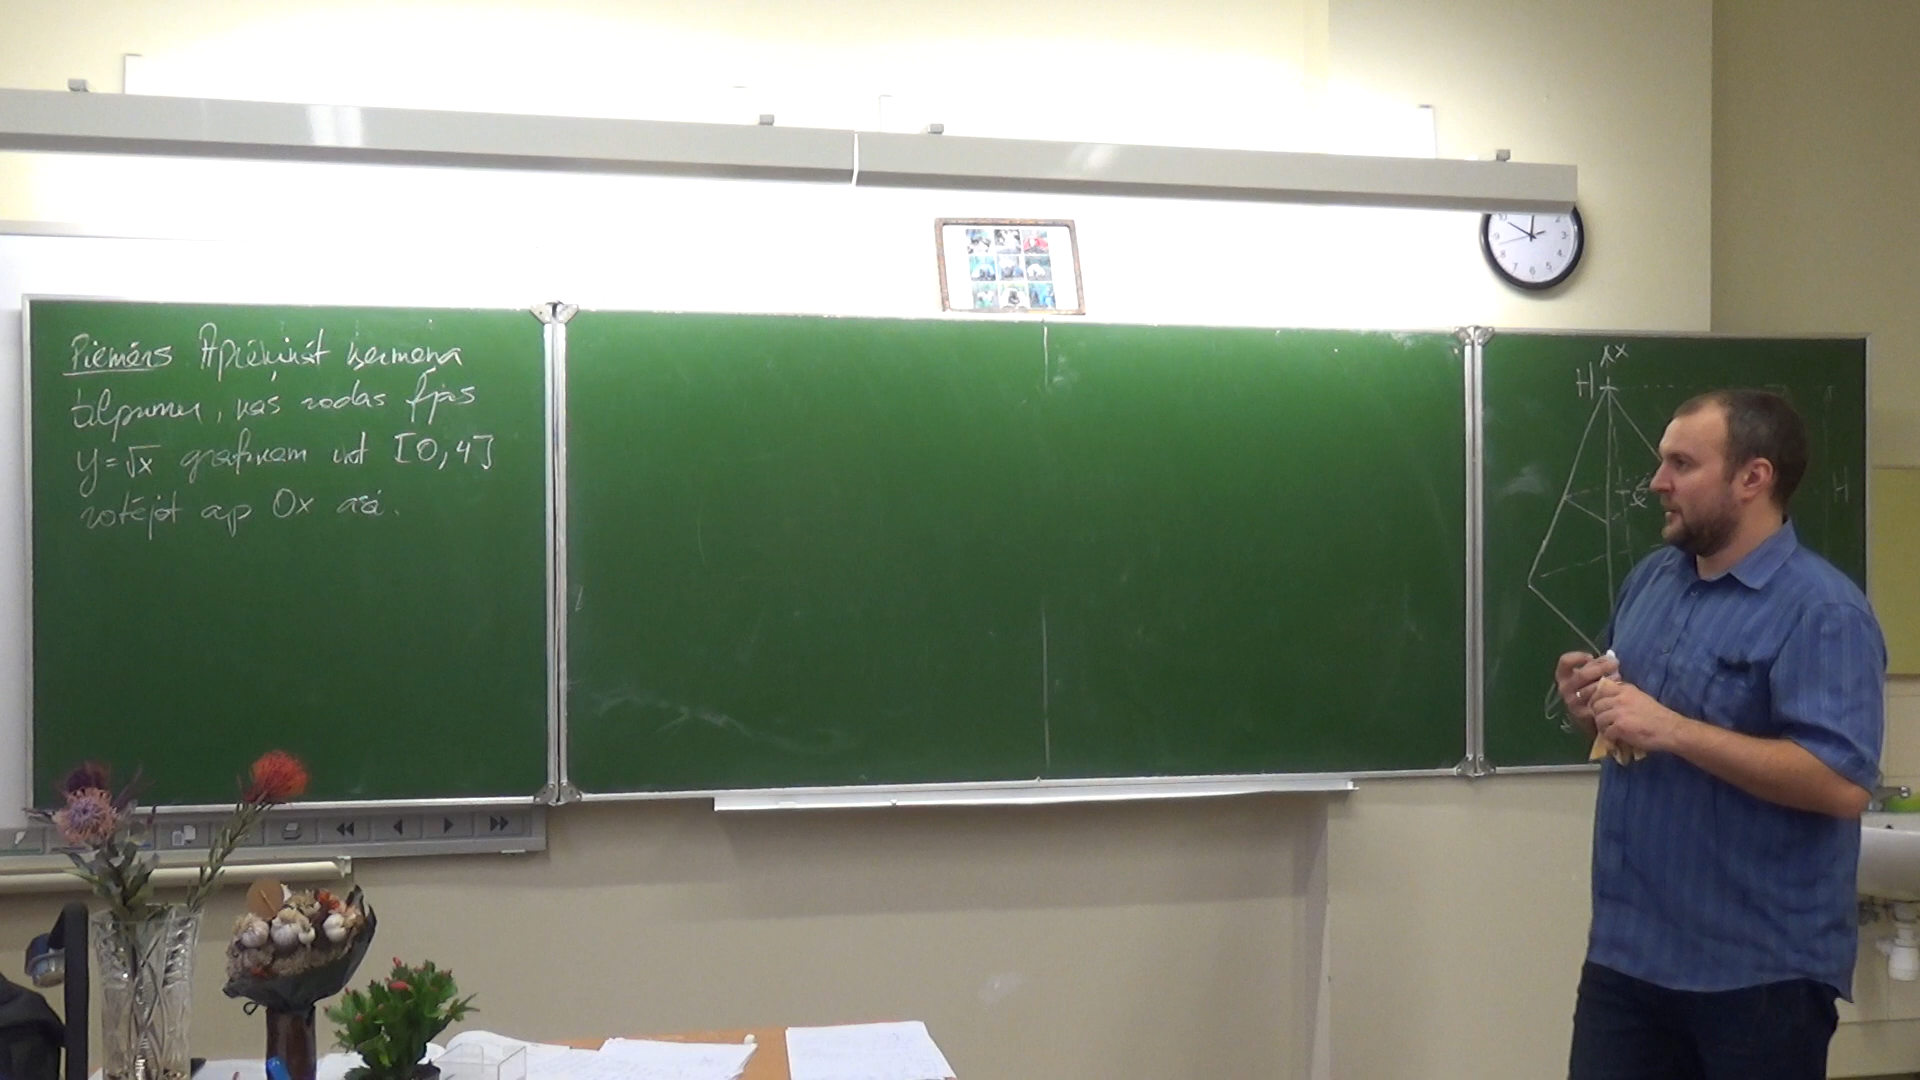 Piemērs Aprēķināt ķermeņa
tilpumu, kas rodas f-jas
y=√x grafikam uz [0,4]
rotējot ap Ox asi.
x
H
H